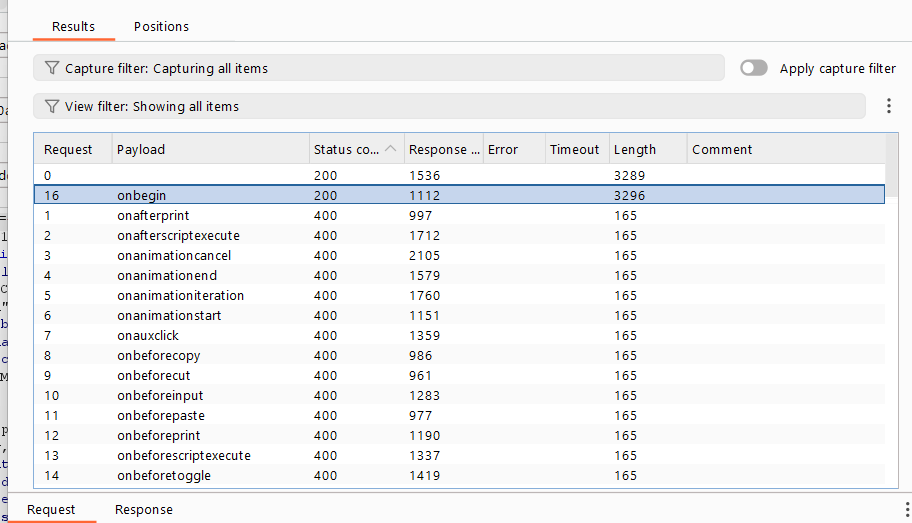 Results Positions
Capture filter: Capturing all items Apply capture filter
View filter: Showing all items
Request Payload Status co... Response ... Error Timeout Length Comment
0 200 1536 3289
16 onbegin 200 1112 3296
1 onafterprint 400 997 165
2 onafterscriptexecute 400 1712 165
3 onanimationcancel 400 2105 165
4 onanimationend 400 1579 165
5 onanimationiteration 400 1760 165
6 onanimationstart 400 1151 165
7 onauxclick 400 1359 165
8 onbeforecopy 400 986 165
9 onbeforecut 400 961 165
10 onbeforeinput 400 1283 165
11 onbeforepaste 400 977 165
12 onbeforeprint 400 1190 165
13 onbeforescriptexecute 400 1337 165
14 onbeforetoggle 400 1419 165
Request Response